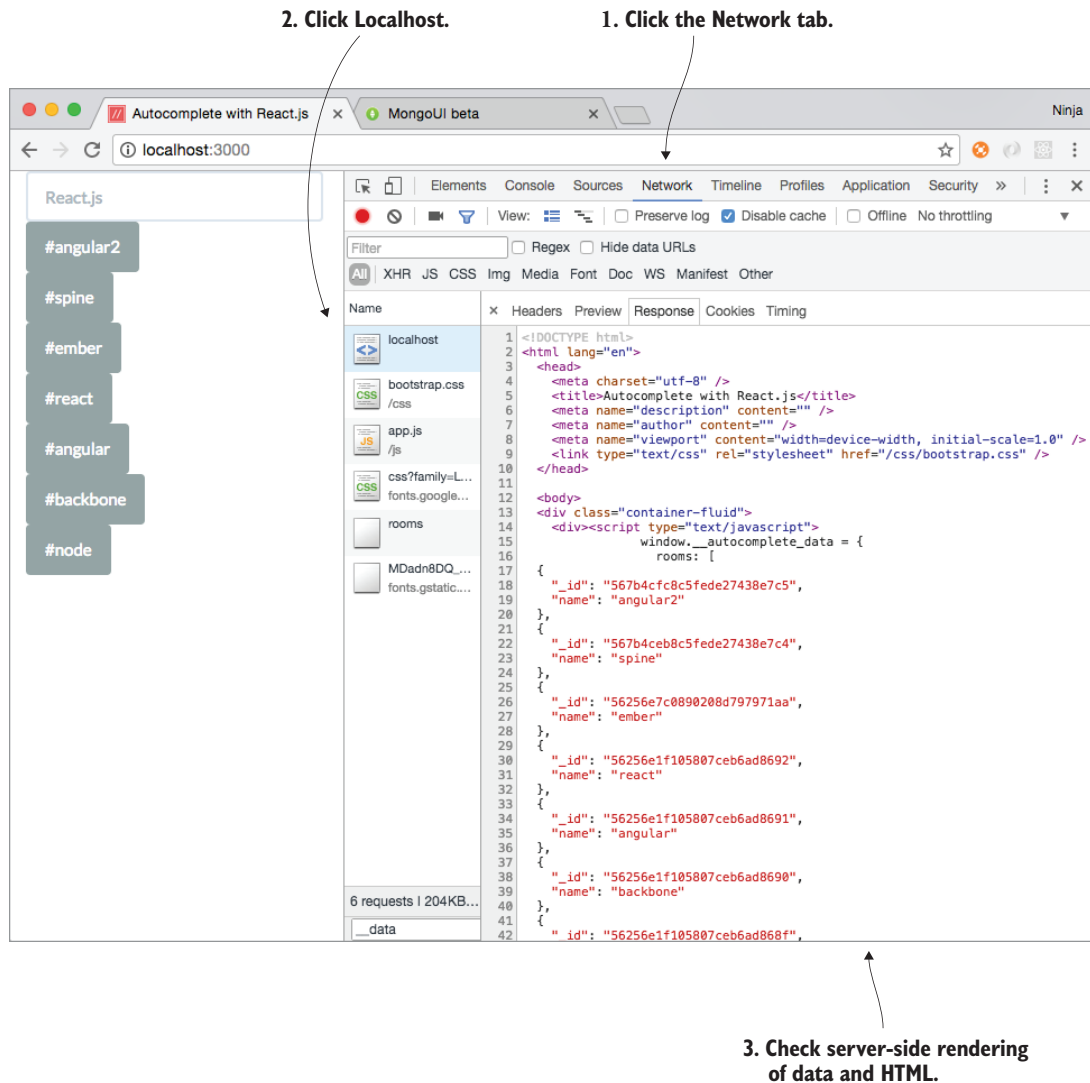 2. Click Localhost.
1. Click the Network tab.
Autocomplete with React.js
MongoUI beta
Ninja
localhost:3000
React.js
#angular2
#spine
#ember
#react
#angular
#backbone
#node
Elements Console Sources Network Timeline Profiles Application Security »
View: Preserve log Disable cache Offline No throttling
Filter Regex Hide data URLs
All XHR JS CSS Img Media Font Doc WS Manifest Other
Name
localhost
bootstrap.css
/css
app.js
/js
css?family=L...
fonts.google...
rooms
MDadn8DQ_...
fonts.gstatic....
6 requests | 204KB...
__data
× Headers Preview Response Cookies Timing
1 <!DOCTYPE html>
2 <html lang="en">
3 <head>
4 <meta charset="utf-8" />
5 <title>Autocomplete with React.js</title>
6 <meta name="description" content="" />
7 <meta name="author" content="" />
8 <meta name="viewport" content="width=device-width, initial-scale=1.0" />
9 <link type="text/css" rel="stylesheet" href="/css/bootstrap.css" />
10 </head>
11
12 <body>
13 <div class="container-fluid">
14 <div><script type="text/javascript">
15 window.__autocomplete_data = {
16 rooms: [
17 {
18 "_id": "567b4cfc8c5fede27438e7c5",
19 "name": "angular2"
20 },
21 {
22 "_id": "567b4ceb8c5fede27438e7c4",
23 "name": "spine"
24 },
25 {
26 "_id": "56256e7c0890208d797971aa",
27 "name": "ember"
28 },
29 {
30 "_id": "56256e1f105807ceb6ad8692",
31 "name": "react"
32 },
33 {
34 "_id": "56256e1f105807ceb6ad8691",
35 "name": "angular"
36 },
37 {
38 "_id": "56256e1f105807ceb6ad8690",
39 "name": "backbone"
40 },
41 {
42 "_id": "56256e1f105807ceb6ad868f",
3. Check server-side rendering
of data and HTML.